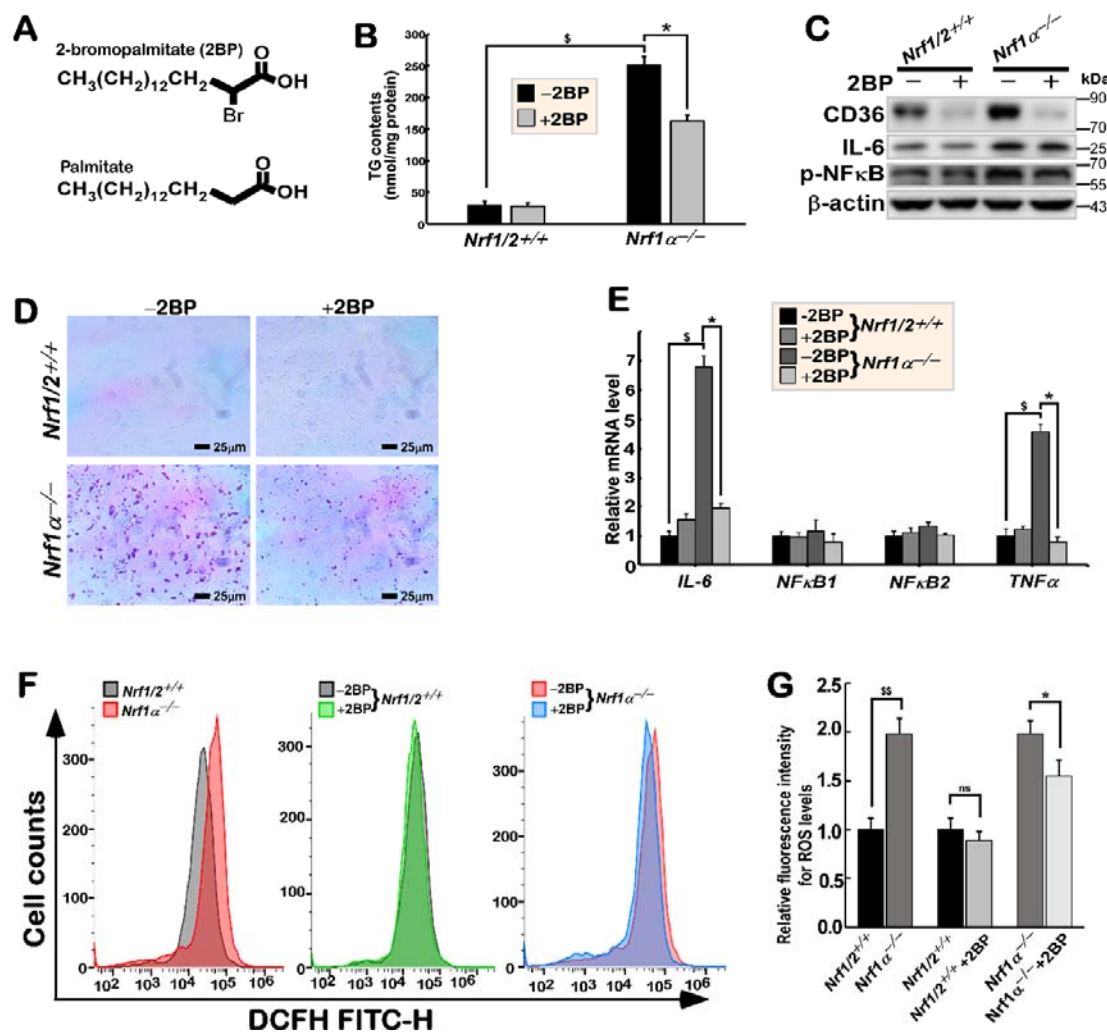 A
2-bromopalmitate (2BP)
CH3(CH2)12CH2
O
OH
Br
Palmitate
CH3(CH2)12CH2
O
OH
B
TG contents
(nmol/mg protein)
300
250
200
150
100
50
0
$
*
−2BP
+2BP
Nrf1/2+/+
Nrf1α−/−
C
Nrf1/2+/+
Nrf1α−/−
2BP − + − + kDa
CD36
90
70
IL-6
25
p-NFκB
70
55
β-actin
43
D
−2BP
+2BP
Nrf1/2+/+
25μm
25μm
Nrf1α−/−
25μm
25μm
E
Relative mRNA level
7
6
5
4
3
2
1
0
-2BP
+2BP
} Nrf1/2+/+
−2BP
+2BP
} Nrf1α−/−
$ *
$ *
IL-6
NFκB1
NFκB2
TNFα
F
Nrf1/2+/+
Nrf1α−/−
−2BP
+2BP
} Nrf1/2+/+
−2BP
+2BP
} Nrf1α−/−
Cell counts
300
200
100
0
10² 10³ 10⁴ 10⁵ 10⁶
300
200
100
0
10² 10³ 10⁴ 10⁵ 10⁶
300
200
100
0
10² 10³ 10⁴ 10⁵ 10⁶
DCFH FITC-H
G
Relative fluorescence intensity
for ROS levels
2.5
2.0
1.5
1.0
0.5
0.0
$$
ns
*
Nrf1/2+/+
Nrf1α−/−
Nrf1/2+/+
Nrf1/2+/++2BP
Nrf1α−/−
Nrf1α−/−+2BP